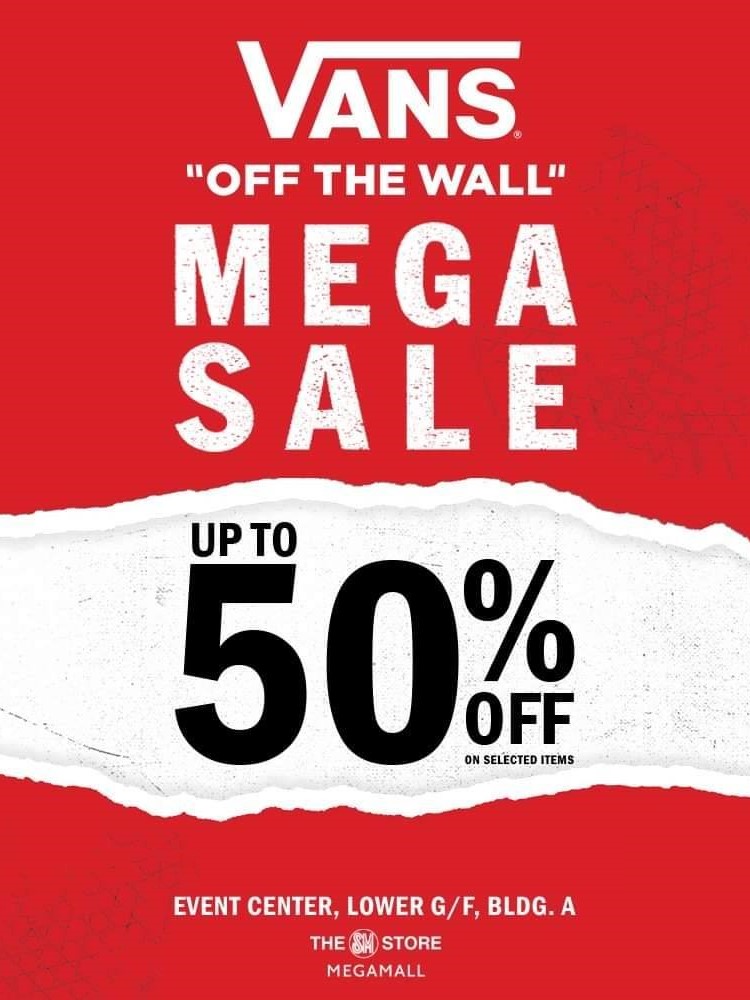 VANS®
"OFF THE WALL"
MEGA
SALE
UP TO
50%
OFF
ON SELECTED ITEMS
EVENT CENTER, LOWER G/F, BLDG. A
THE SM STORE
MEGAMALL